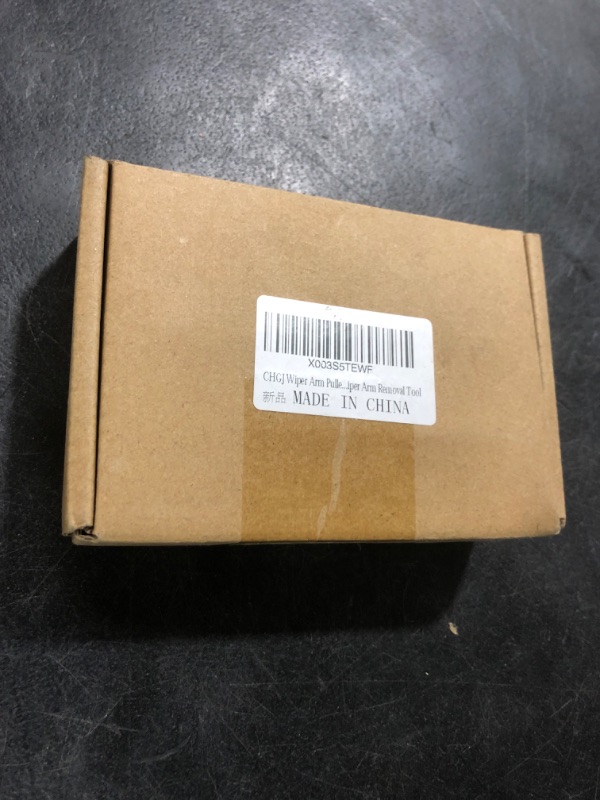 X003S5TEWF
CHGJ Wiper Arm Pulle...iper Arm Removal Tool
新品 MADE IN CHINA